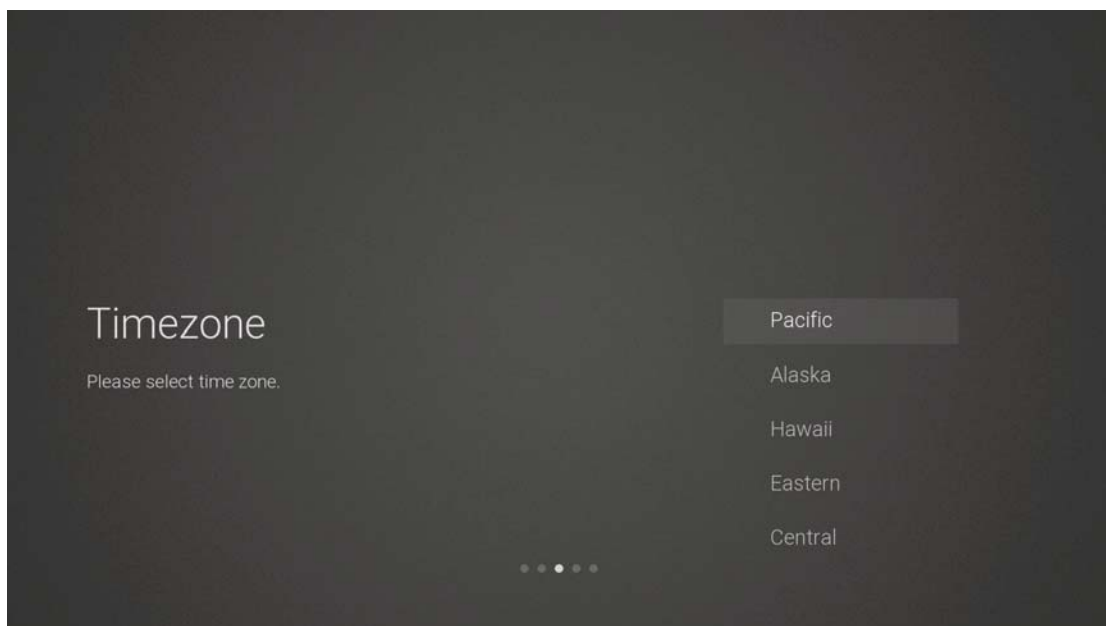 Timezone
Please select time zone.
Pacific
Alaska
Hawaii
Eastern
Central